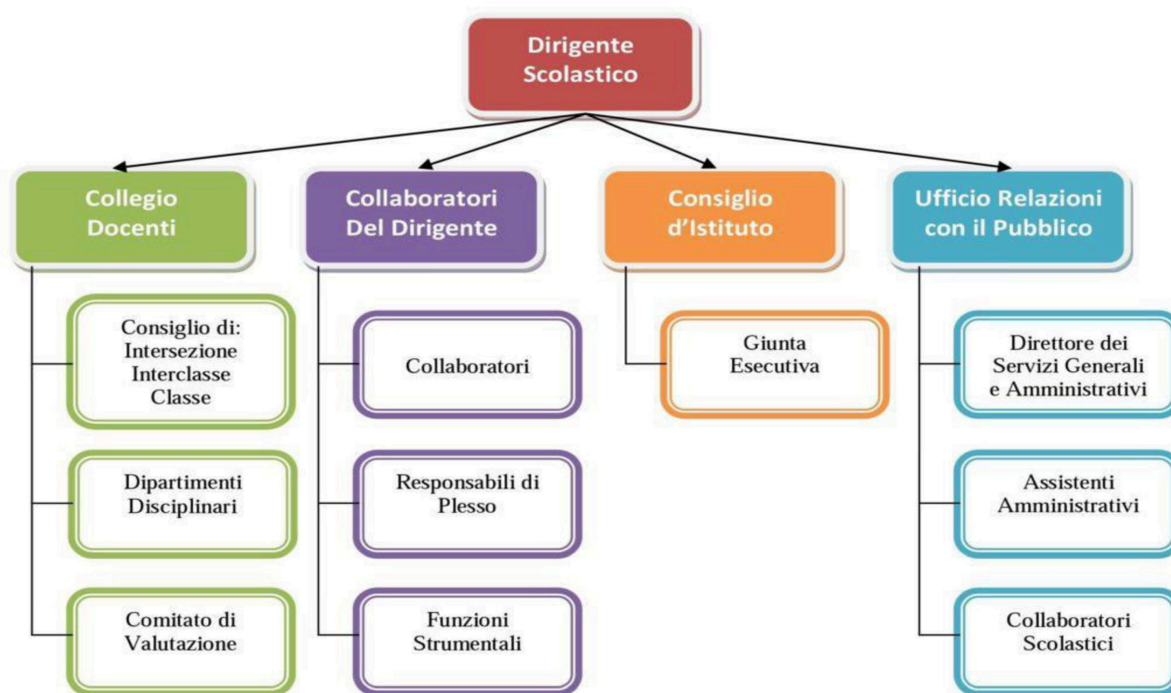 Dirigente
Scolastico
Collegio
Docenti
Collaboratori
Del Dirigente
Consiglio
d’Istituto
Ufficio Relazioni
con il Pubblico
Consiglio di:
Intersezione
Interclasse
Classe
Collaboratori
Giunta
Esecutiva
Direttore dei
Servizi Generali
e Amministrativi
Dipartimenti
Disciplinari
Responsabili di
Plesso
Assistenti
Amministrativi
Comitato di
Valutazione
Funzioni
Strumentali
Collaboratori
Scolastici